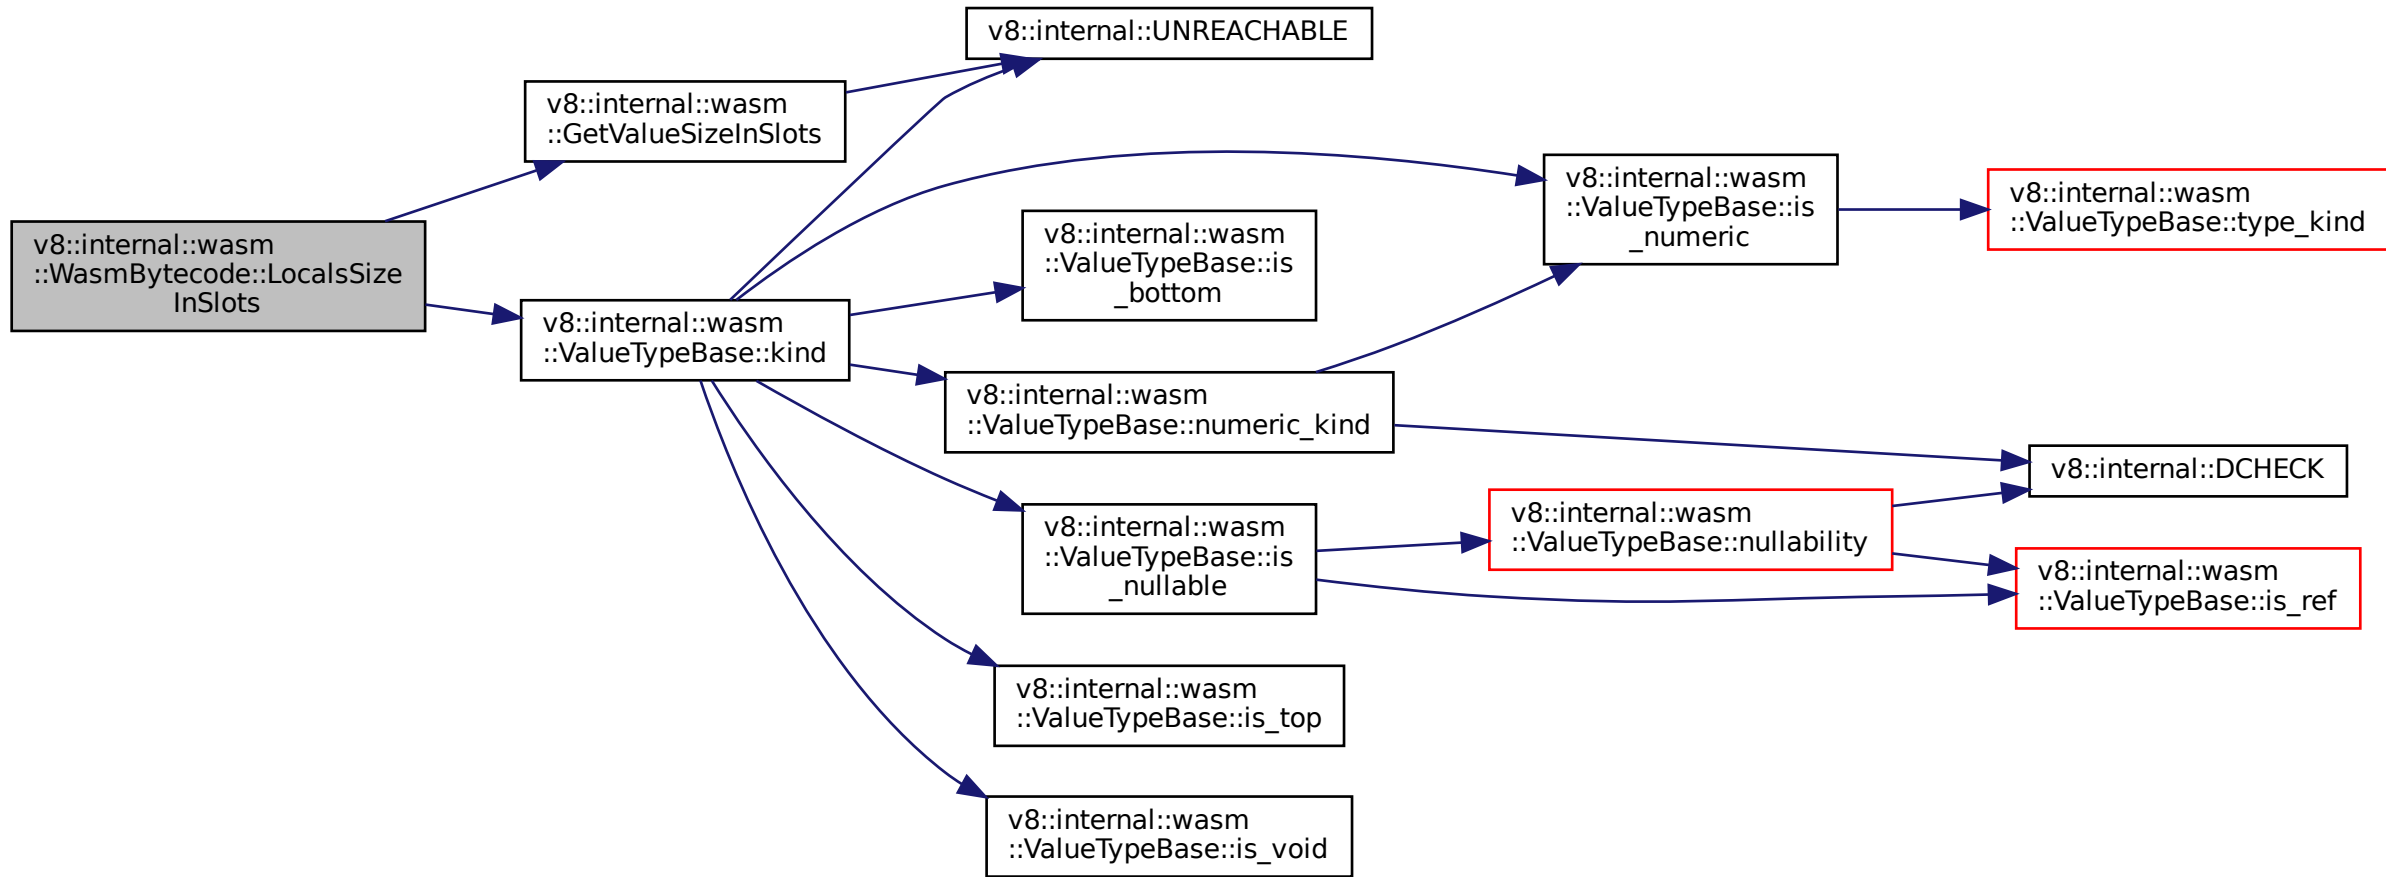 v8::internal::wasm
::WasmBytecode::LocalsSize
InSlots
v8::internal::wasm
::GetValueSizeInSlots
v8::internal::UNREACHABLE
v8::internal::wasm
::ValueTypeBase::kind
v8::internal::wasm
::ValueTypeBase::is
_numeric
v8::internal::wasm
::ValueTypeBase::type_kind
v8::internal::wasm
::ValueTypeBase::is
_bottom
v8::internal::wasm
::ValueTypeBase::numeric_kind
v8::internal::DCHECK
v8::internal::wasm
::ValueTypeBase::is
_nullable
v8::internal::wasm
::ValueTypeBase::nullability
v8::internal::wasm
::ValueTypeBase::is_ref
v8::internal::wasm
::ValueTypeBase::is_top
v8::internal::wasm
::ValueTypeBase::is_void